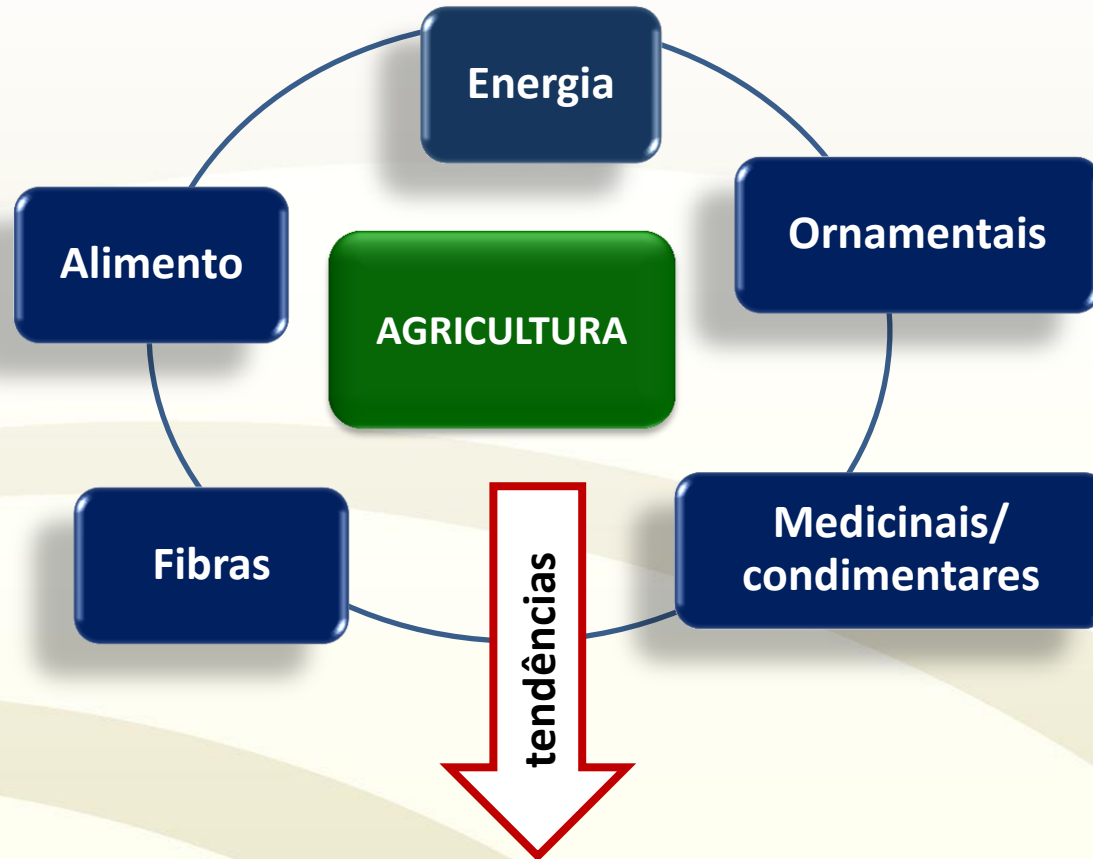 Energia
Ornamentais
Alimento
AGRICULTURA
Medicinais/
condimentares
Fibras
tendências